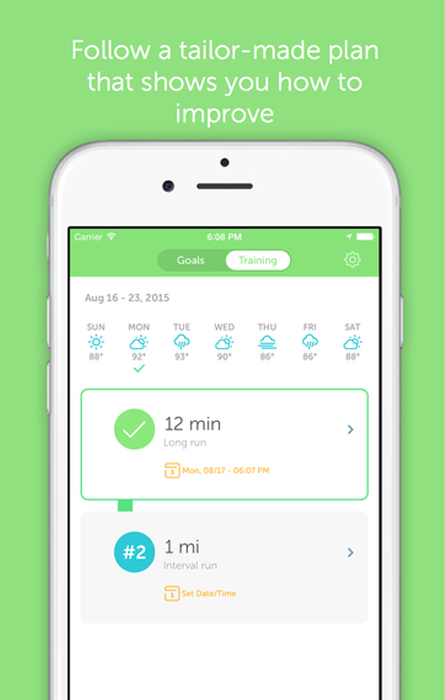 Follow a tailor-made plan
that shows you how to
improve
Carrier 6:08 PM
Goals Training
Aug 16 - 23, 2015
SUN MON TUE WED THU FRI SAT
88° 92° 93° 90° 86° 86° 88°
12 min
Long run
1 Mon, 08/17 - 06:07 PM
#2 1 mi
Interval run
1 Set Date/Time